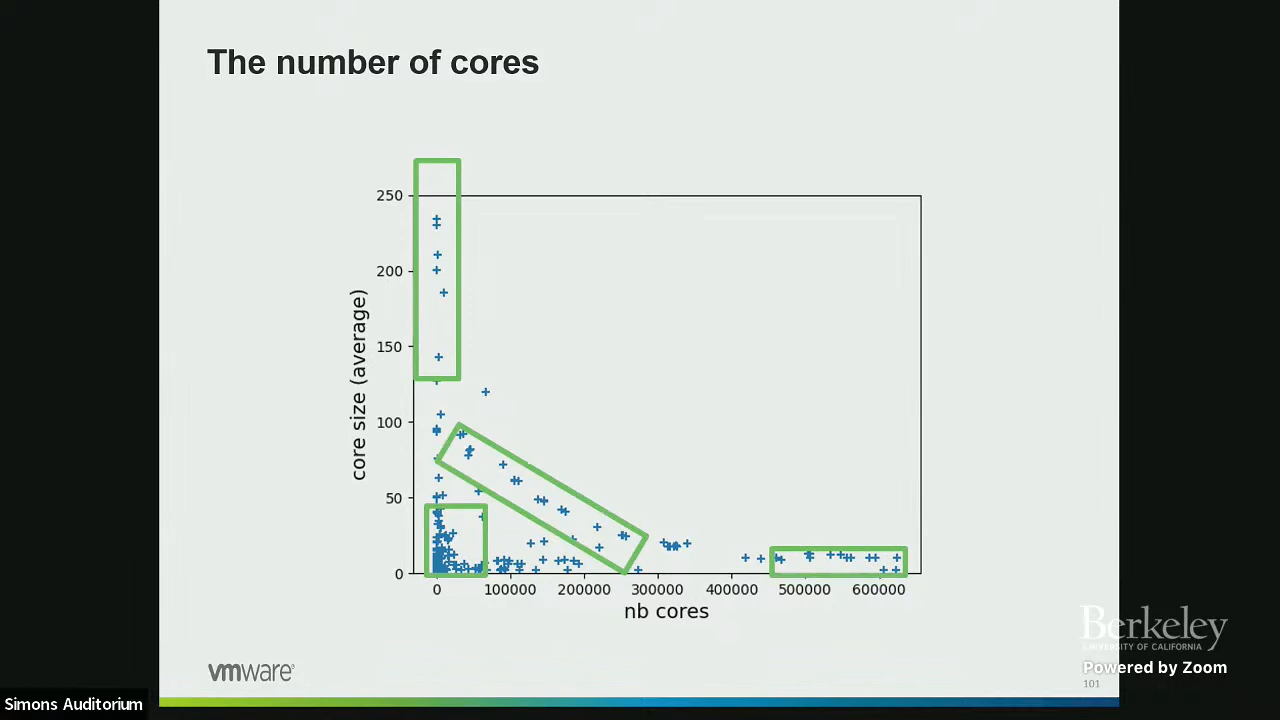 The number of cores
250
200
150
100
50
0
core size (average)
0 100000 200000 300000 400000 500000 600000
nb cores
Berkeley
UNIVERSITY OF CALIFORNIA
Powered by Zoom
vmware
101
Simons Auditorium